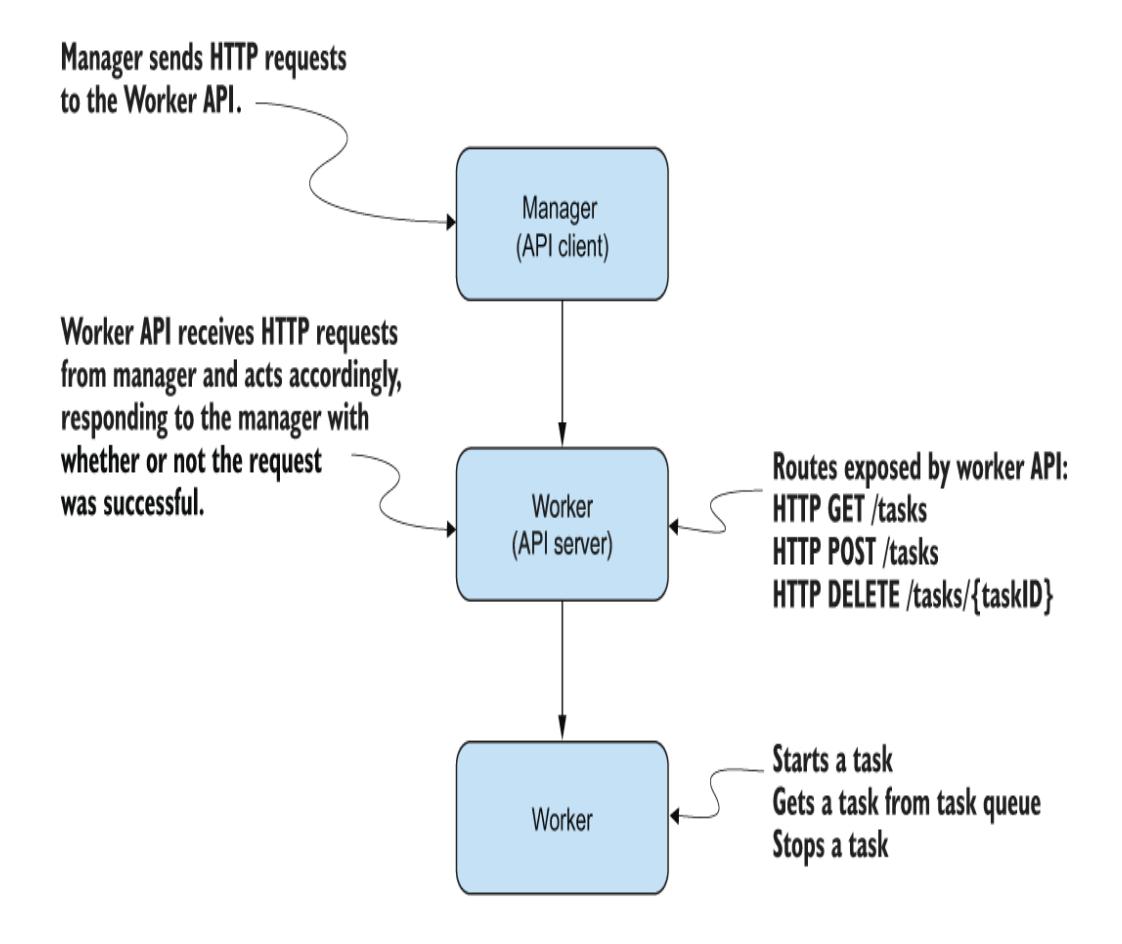 Manager sends HTTP requests
to the Worker API.
Manager
(API client)
Worker API receives HTTP requests
from manager and acts accordingly,
responding to the manager with
whether or not the request
was successful.
Worker
(API server)
Routes exposed by worker API:
HTTP GET /tasks
HTTP POST /tasks
HTTP DELETE /tasks/{taskID}
Worker
Starts a task
Gets a task from task queue
Stops a task